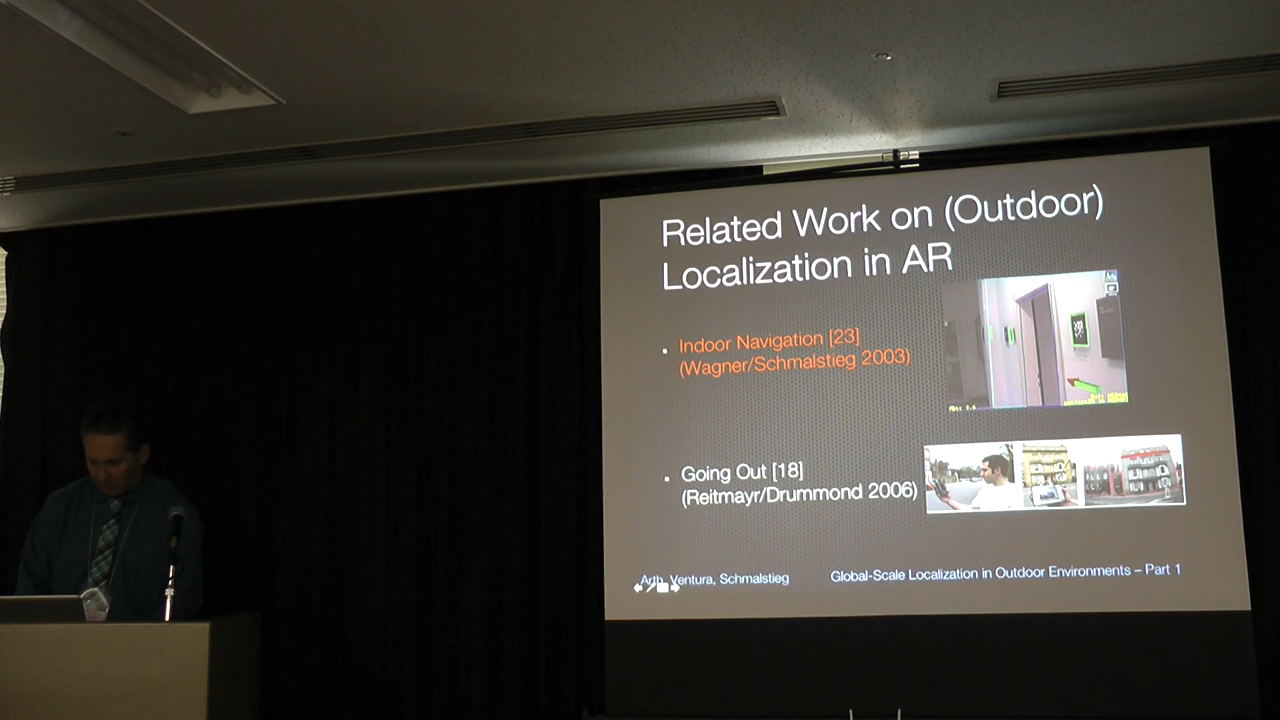 Related Work on (Outdoor)
Localization in AR
Indoor Navigation [23]
(Wagner/Schmalstieg 2003)
Going Out [18]
(Reitmayr/Drummond 2006)
Arth, Ventura, Schmalstieg
Global-Scale Localization in Outdoor Environments – Part 1